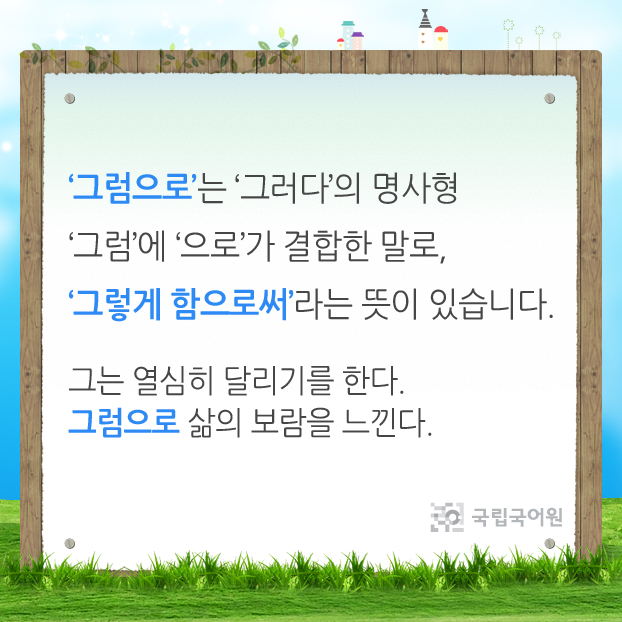 ‘그럼으로’는 ‘그러다’의 명사형
‘그럼’에 ‘으로’가 결합한 말로,
‘그렇게 함으로써’라는 뜻이 있습니다.
그는 열심히 달리기를 한다.
그럼으로 삶의 보람을 느낀다.
국립국어원